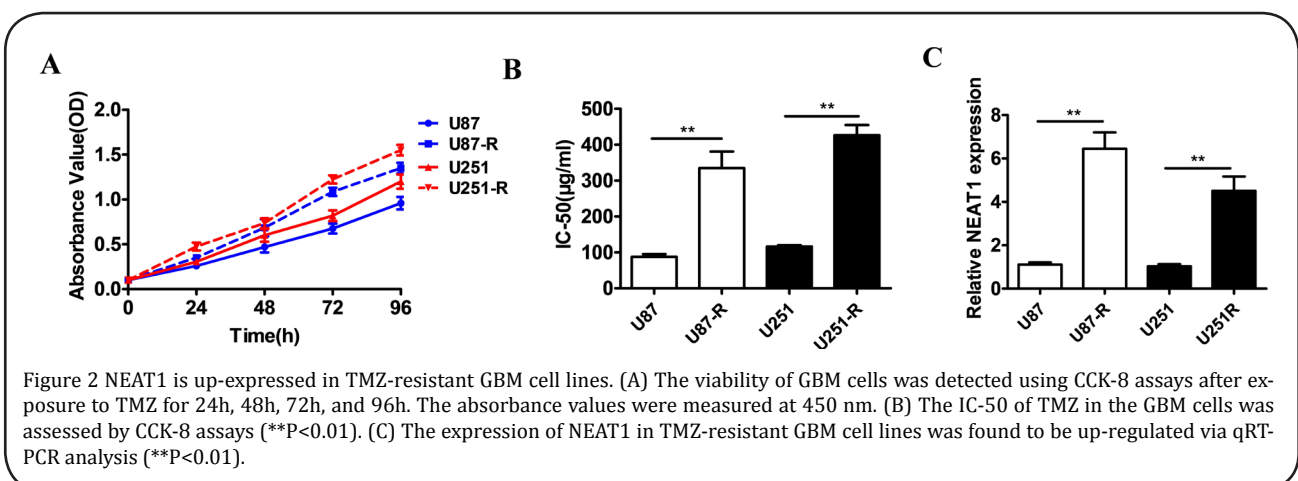 A
Absorbance Value(OD)
2.0
1.5
1.0
0.5
0.0
0 24 48 72 96
Time(h)
U87
U87-R
U251
U251-R
B
IC-50(μg/ml)
500
400
300
200
100
0
** **
U87 U87-R U251 U251-R
C
Relative NEAT1 expression
8
6
4
2
0
** **
U87 U87-R U251 U251R
Figure 2 NEAT1 is up-expressed in TMZ-resistant GBM cell lines. (A) The viability of GBM cells was detected using CCK-8 assays after ex-
posure to TMZ for 24h, 48h, 72h, and 96h. The absorbance values were measured at 450 nm. (B) The IC-50 of TMZ in the GBM cells was
assessed by CCK-8 assays (**P<0.01). (C) The expression of NEAT1 in TMZ-resistant GBM cell lines was found to be up-regulated via qRT-
PCR analysis (**P<0.01).